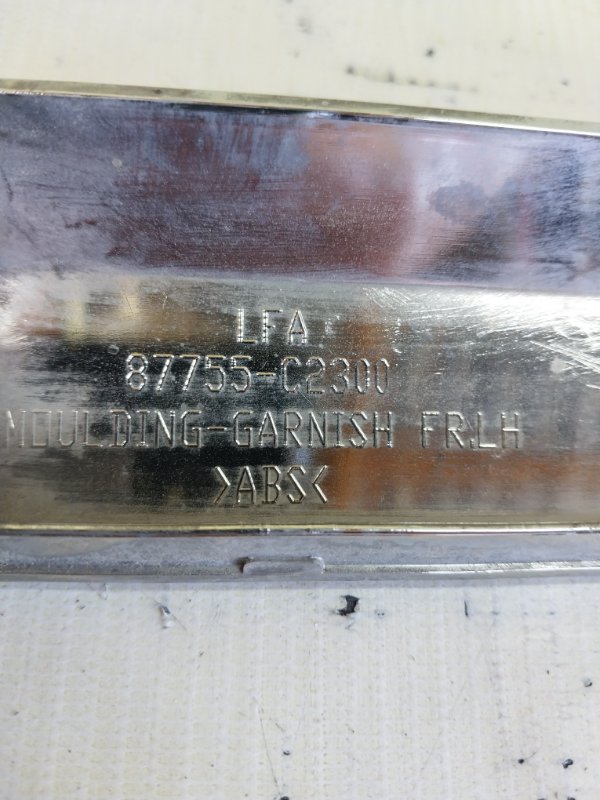 LFA
87755-C2300
MOULDING-GARNISH FR.LH
>ABS<